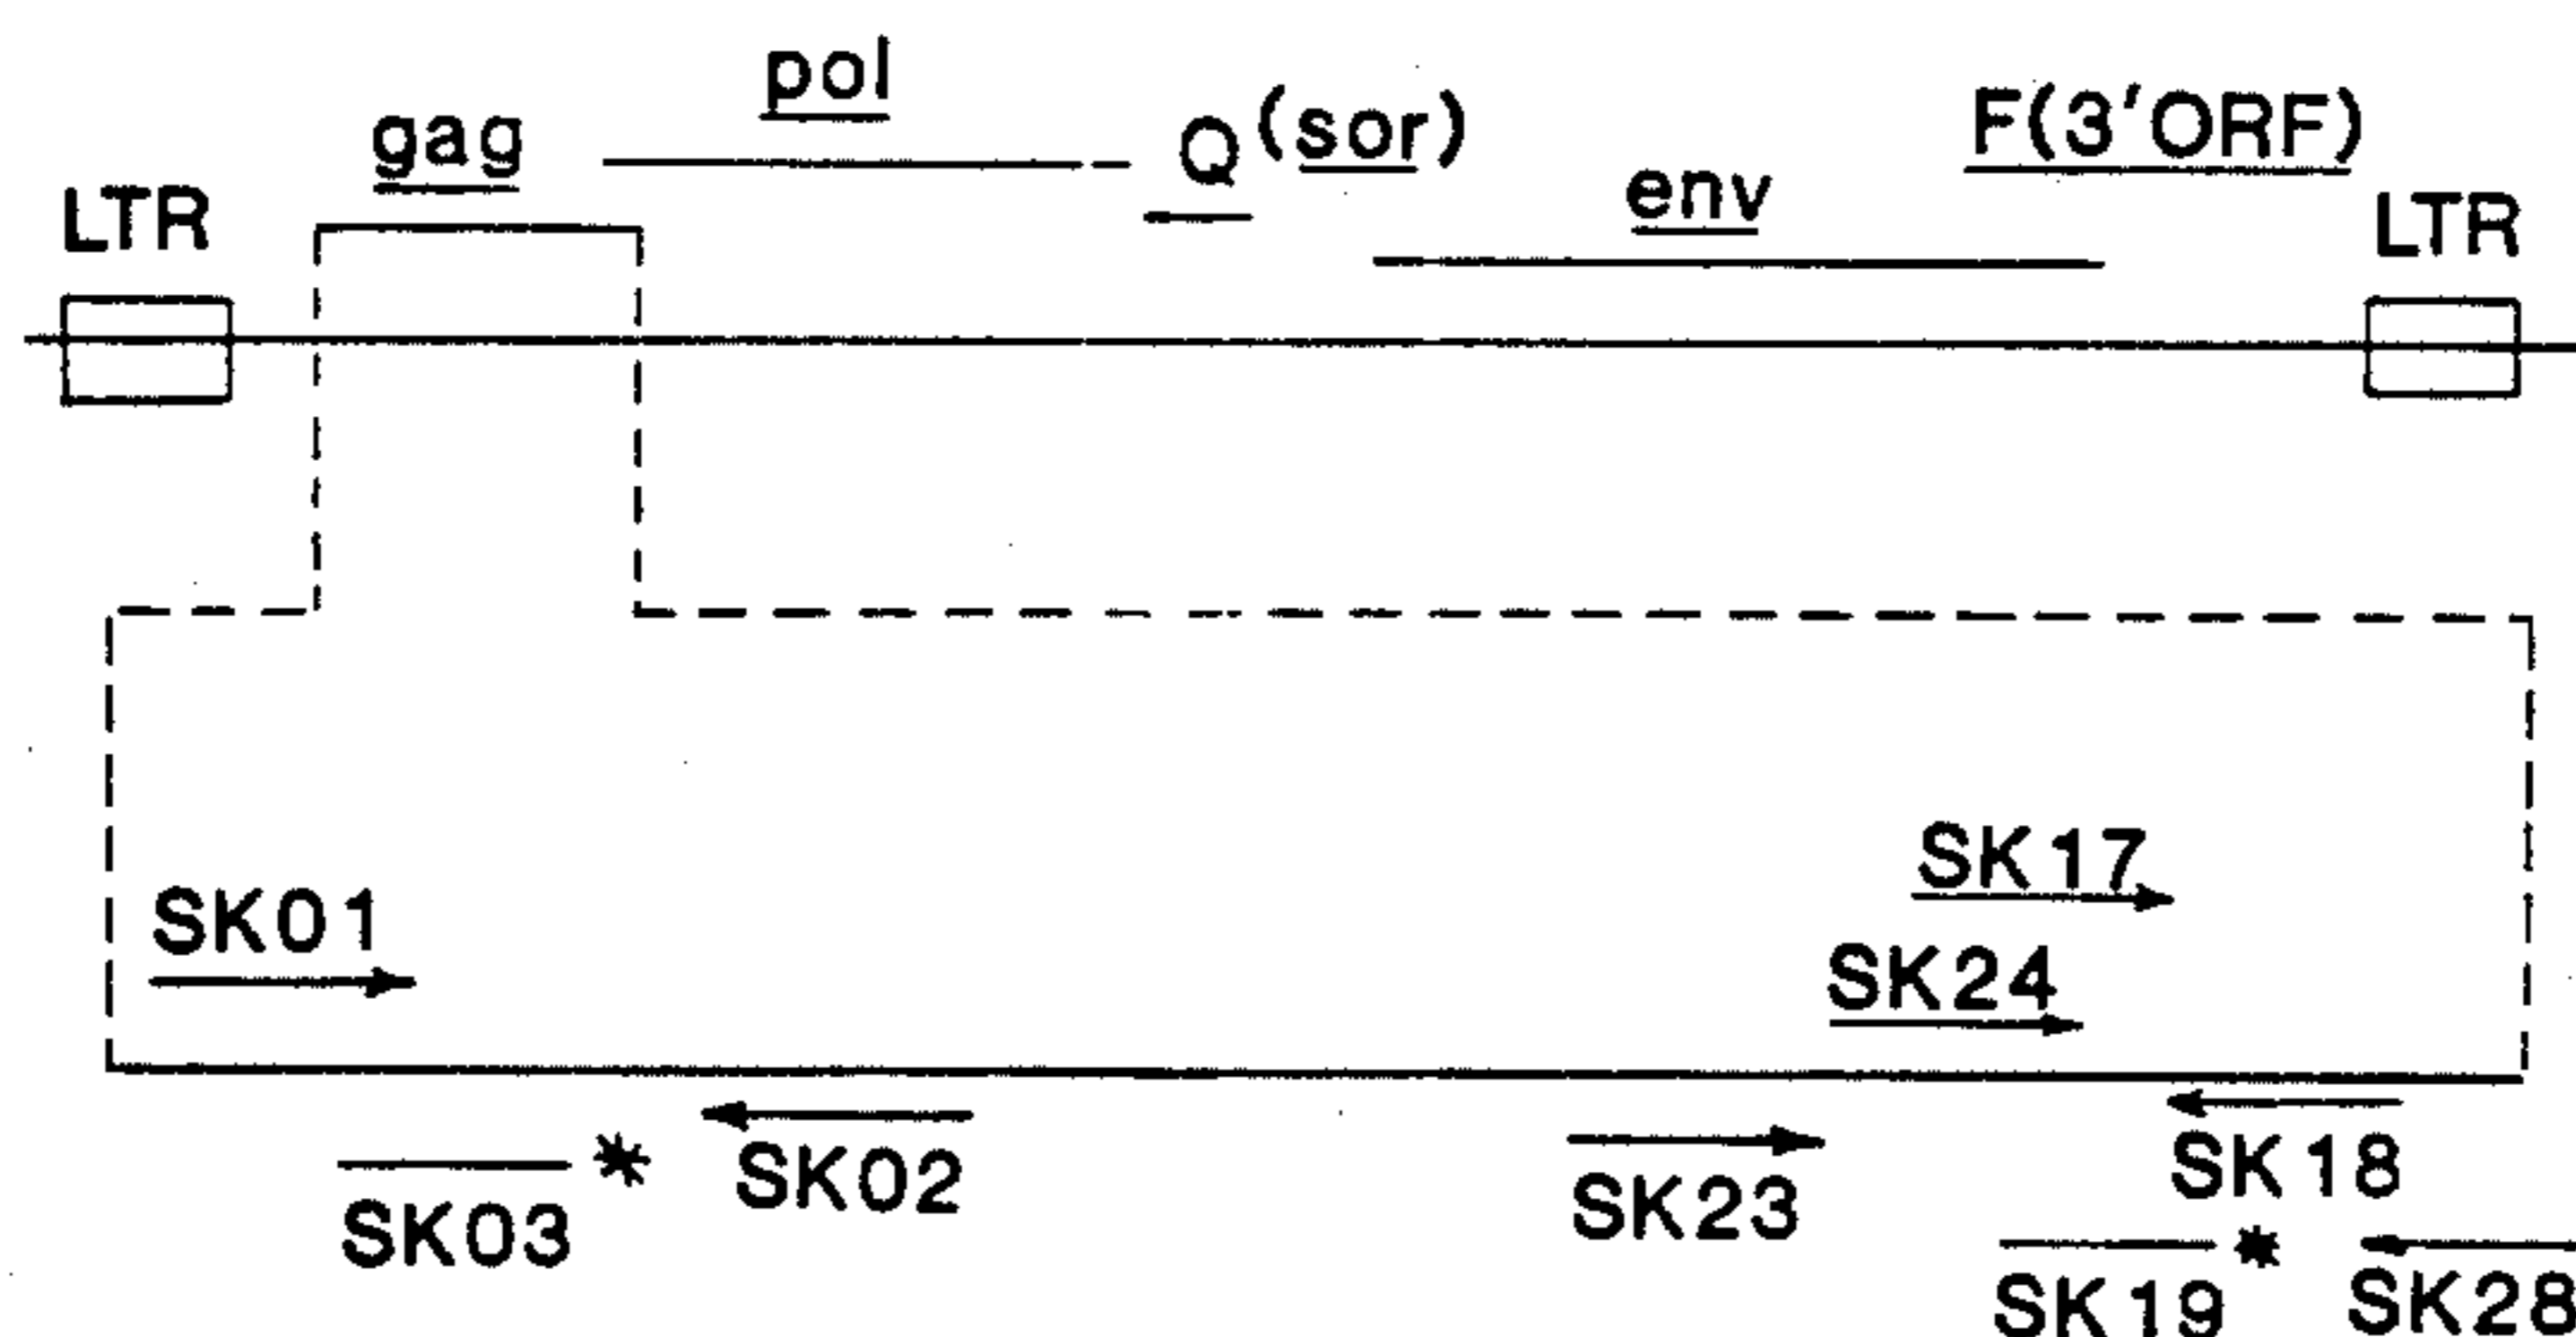 pol
gag
Q(sor)
F(3'ORF)
LTR
env
LTR
SK17
SK01
SK24
SK02
SK18
SK03 *
SK23
SK19 *
SK28